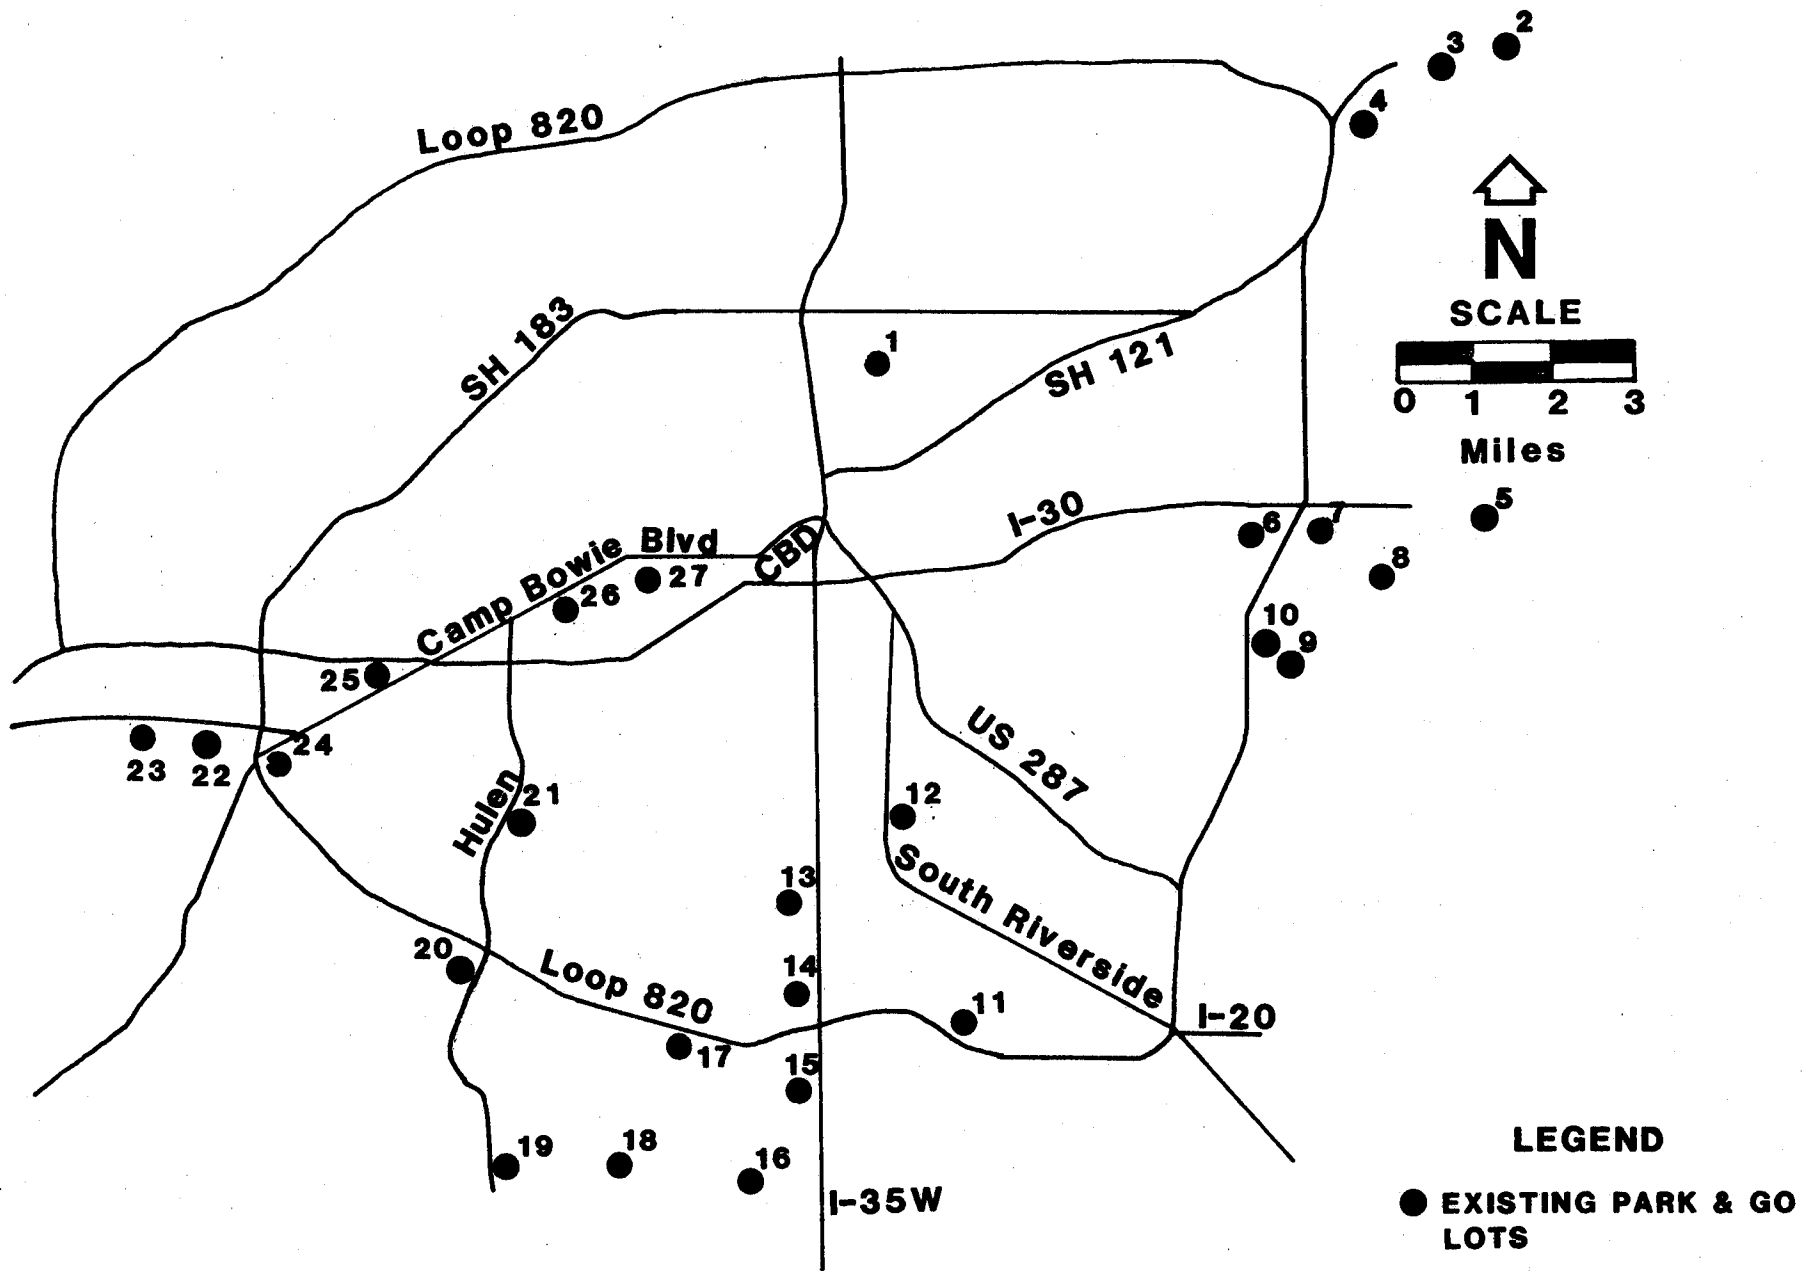 2
3
4
Loop 820
N
SCALE
0 1 2 3
Miles
SH 183
1
SH 121
I-30
5
6
7
8
CBD
Camp Bowie Blvd
27
26
10
9
25
24
23
22
US 287
Hulen
21
12
13
South Riverside
20
14
Loop 820
11
I-20
17
15
19
18
16
I-35W
LEGEND
EXISTING PARK & GO
LOTS